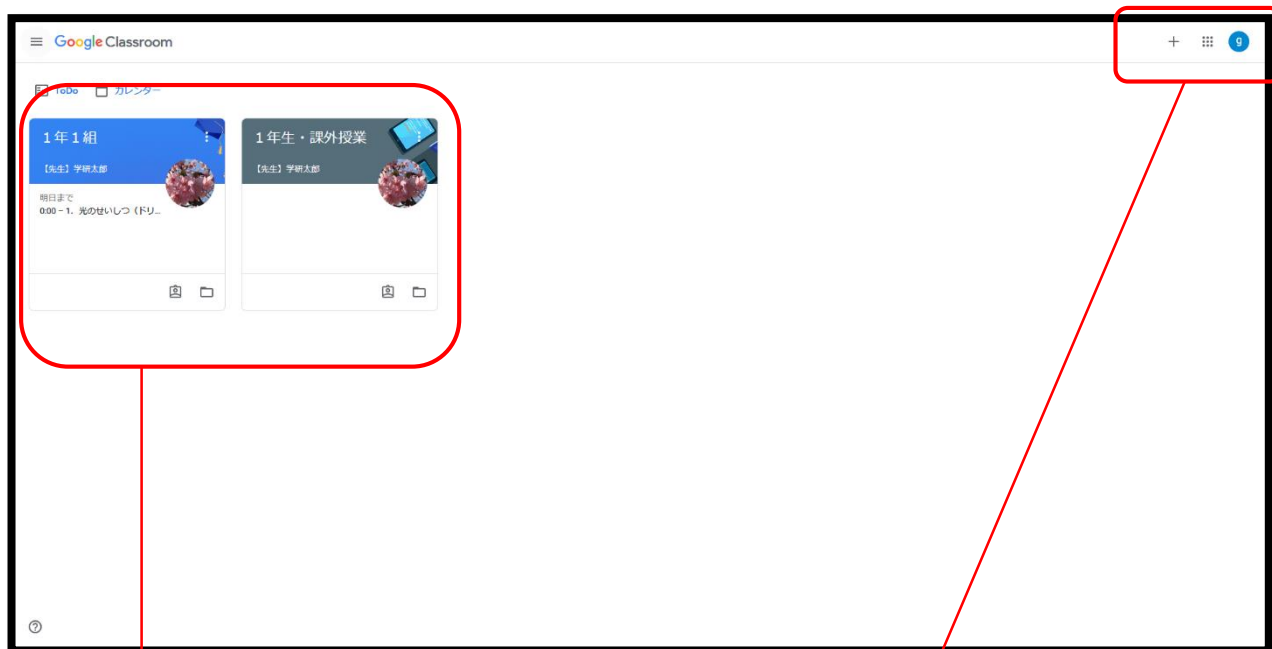 Google Classroom
g
ToDo カレンダー
1年1組
【先生】学研太郎
明日まで
0:00 – 1．光のせいしつ（ドリ...
1年生・課外授業
【先生】学研太郎